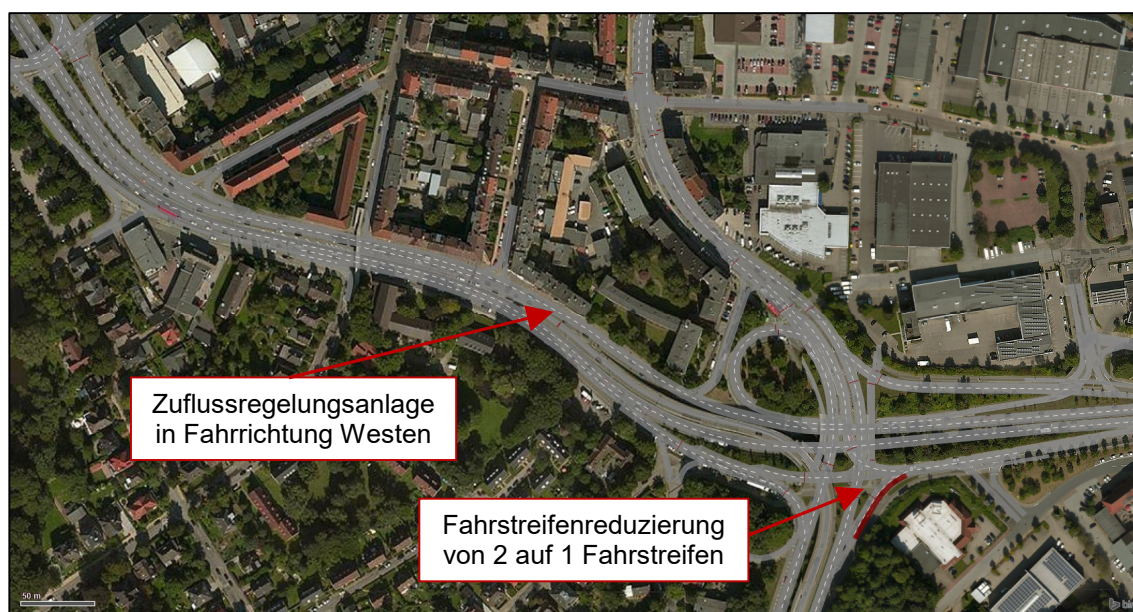 Zuflussregelungsanlage
in Fahrrichtung Westen
Fahrstreifenreduzierung
von 2 auf 1 Fahrstreifen
50 m